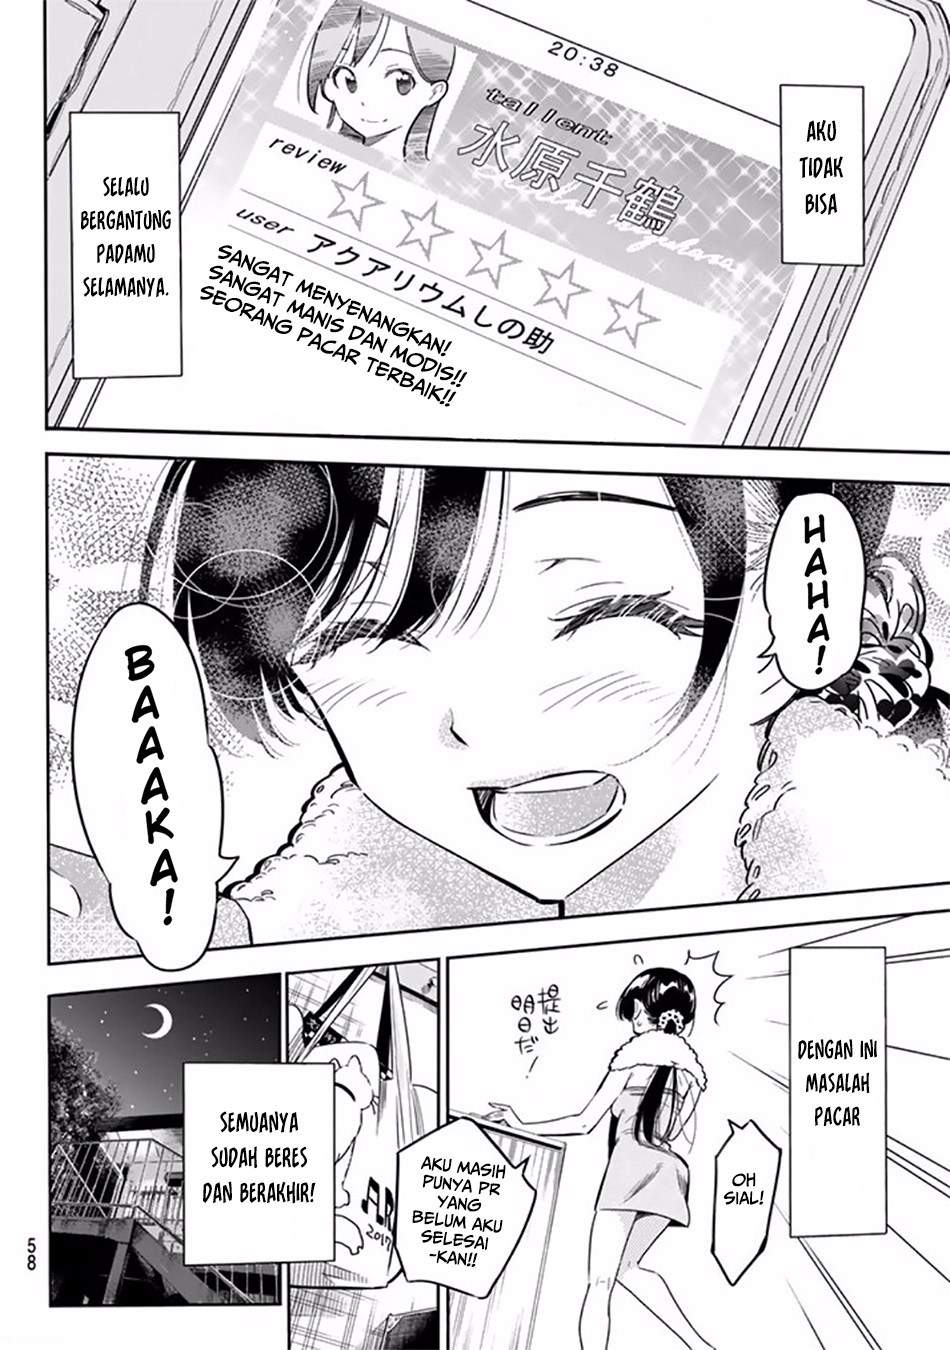 AKU
TIDAK
BISA
20:38
tallent
水原千鶴
review
user アクアリウムしの助
SANGAT MENYENANGKAN!
SANGAT MANIS DAN MODIS!!
SEORANG PACAR TERBAIK!!
SELALU
BERGANTUNG
PADAMU
SELAMANYA.
HAHA!
BAAAKA!
DENGAN INI
MASALAH
PACAR
OH
SIAL!
提出
明日だ!
AKU MASIH
PUNYA PR
YANG
BELUM AKU
SELESAI
-KAN!!
2017
SEMUANYA
SUDAH BERES
DAN BERAKHIR!
58